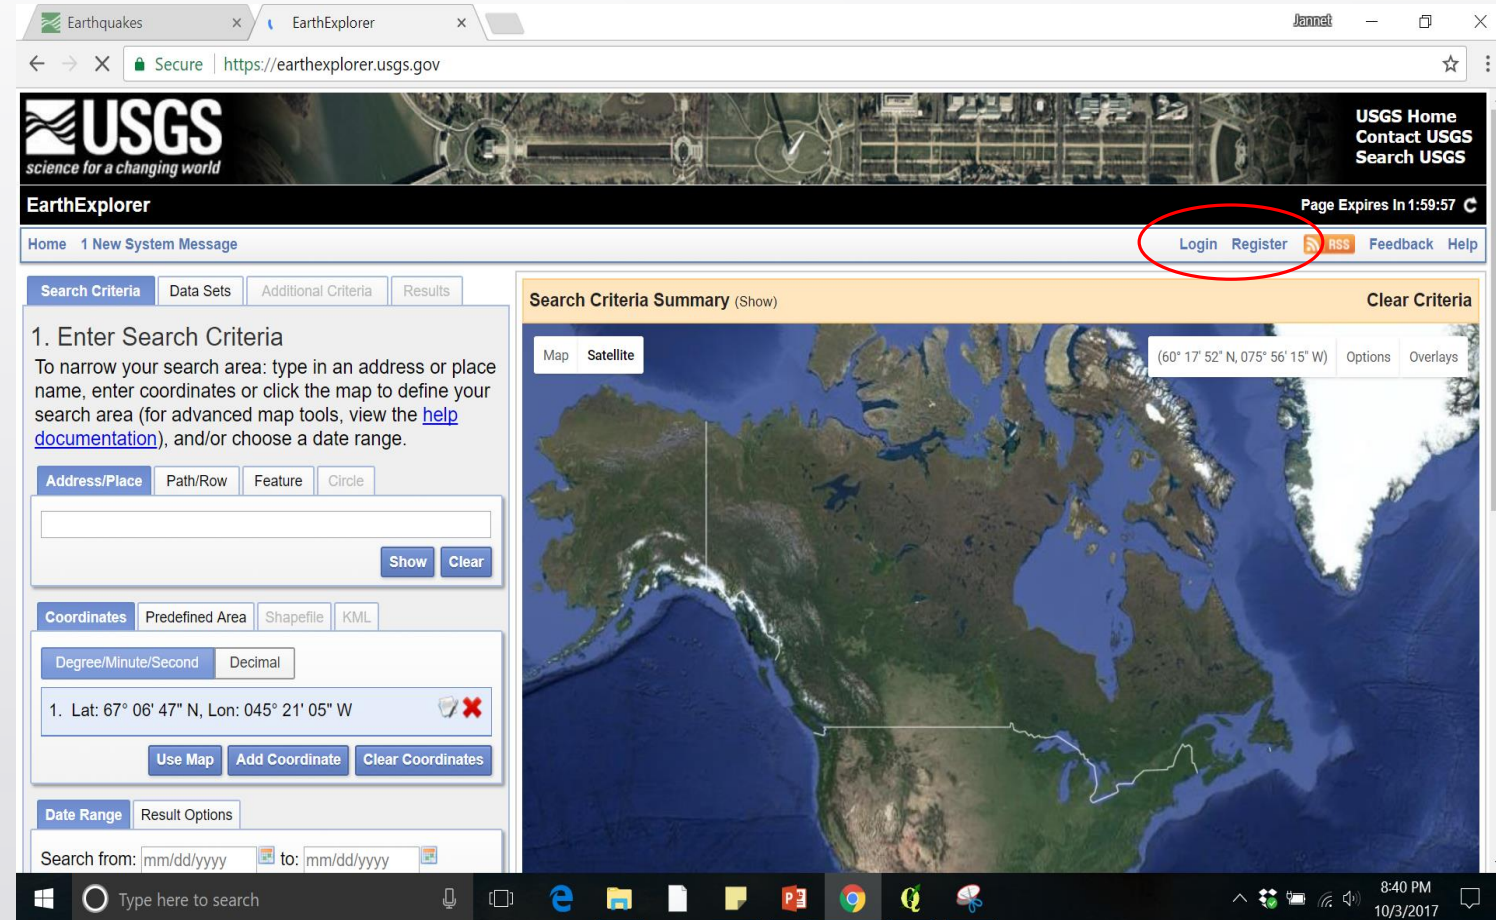 Earthquakes
EarthExplorer
Jannet
Secure | https://earthexplorer.usgs.gov
USGS
science for a changing world
USGS Home
Contact USGS
Search USGS
EarthExplorer
Page Expires In 1:59:57
Home 1 New System Message
Login Register RSS Feedback Help
Search Criteria Data Sets Additional Criteria Results
1. Enter Search Criteria
To narrow your search area: type in an address or place
name, enter coordinates or click the map to define your
search area (for advanced map tools, view the help
documentation), and/or choose a date range.
Address/Place Path/Row Feature Circle
Show Clear
Coordinates Predefined Area Shapefile KML
Degree/Minute/Second Decimal
1. Lat: 67° 06' 47" N, Lon: 045° 21' 05" W
Use Map Add Coordinate Clear Coordinates
Date Range Result Options
Search from: mm/dd/yyyy to: mm/dd/yyyy
Search Criteria Summary (Show)
Clear Criteria
Map Satellite
(60° 17' 52" N, 075° 56' 15" W) Options Overlays
Type here to search
8:40 PM
10/3/2017